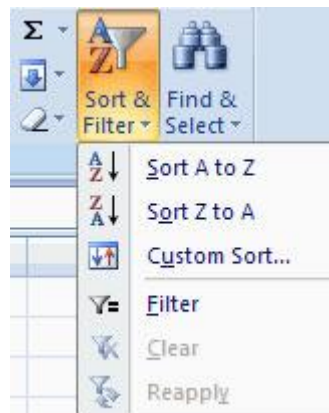 Σ
Sort & Find &
Filter Select
Sort A to Z
Sort Z to A
Custom Sort...
Filter
Clear
Reapply